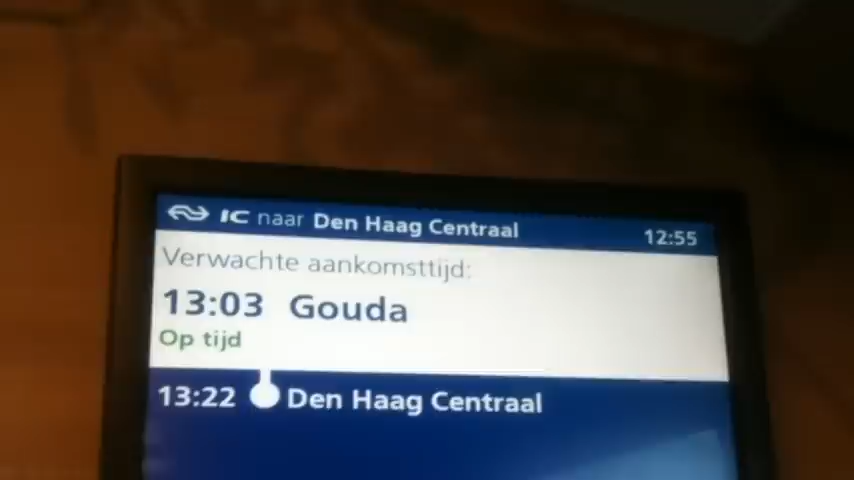 IC naar Den Haag Centraal 12:55
Verwachte aankomsttijd:
13:03 Gouda
Op tijd
13:22 Den Haag Centraal